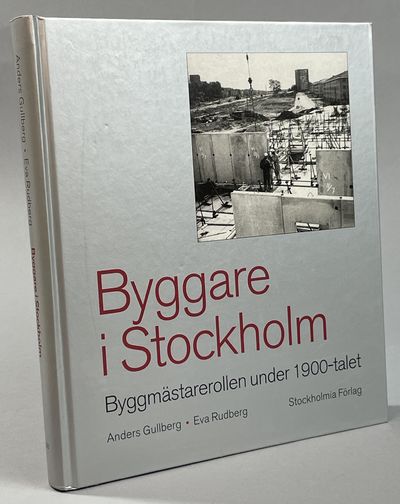 Anders Gullberg • Eva Rudberg
Byggare i Stockholm
Byggare
i Stockholm
Byggmästarerollen under 1900-talet
Anders Gullberg • Eva Rudberg
Stockholmia Förlag